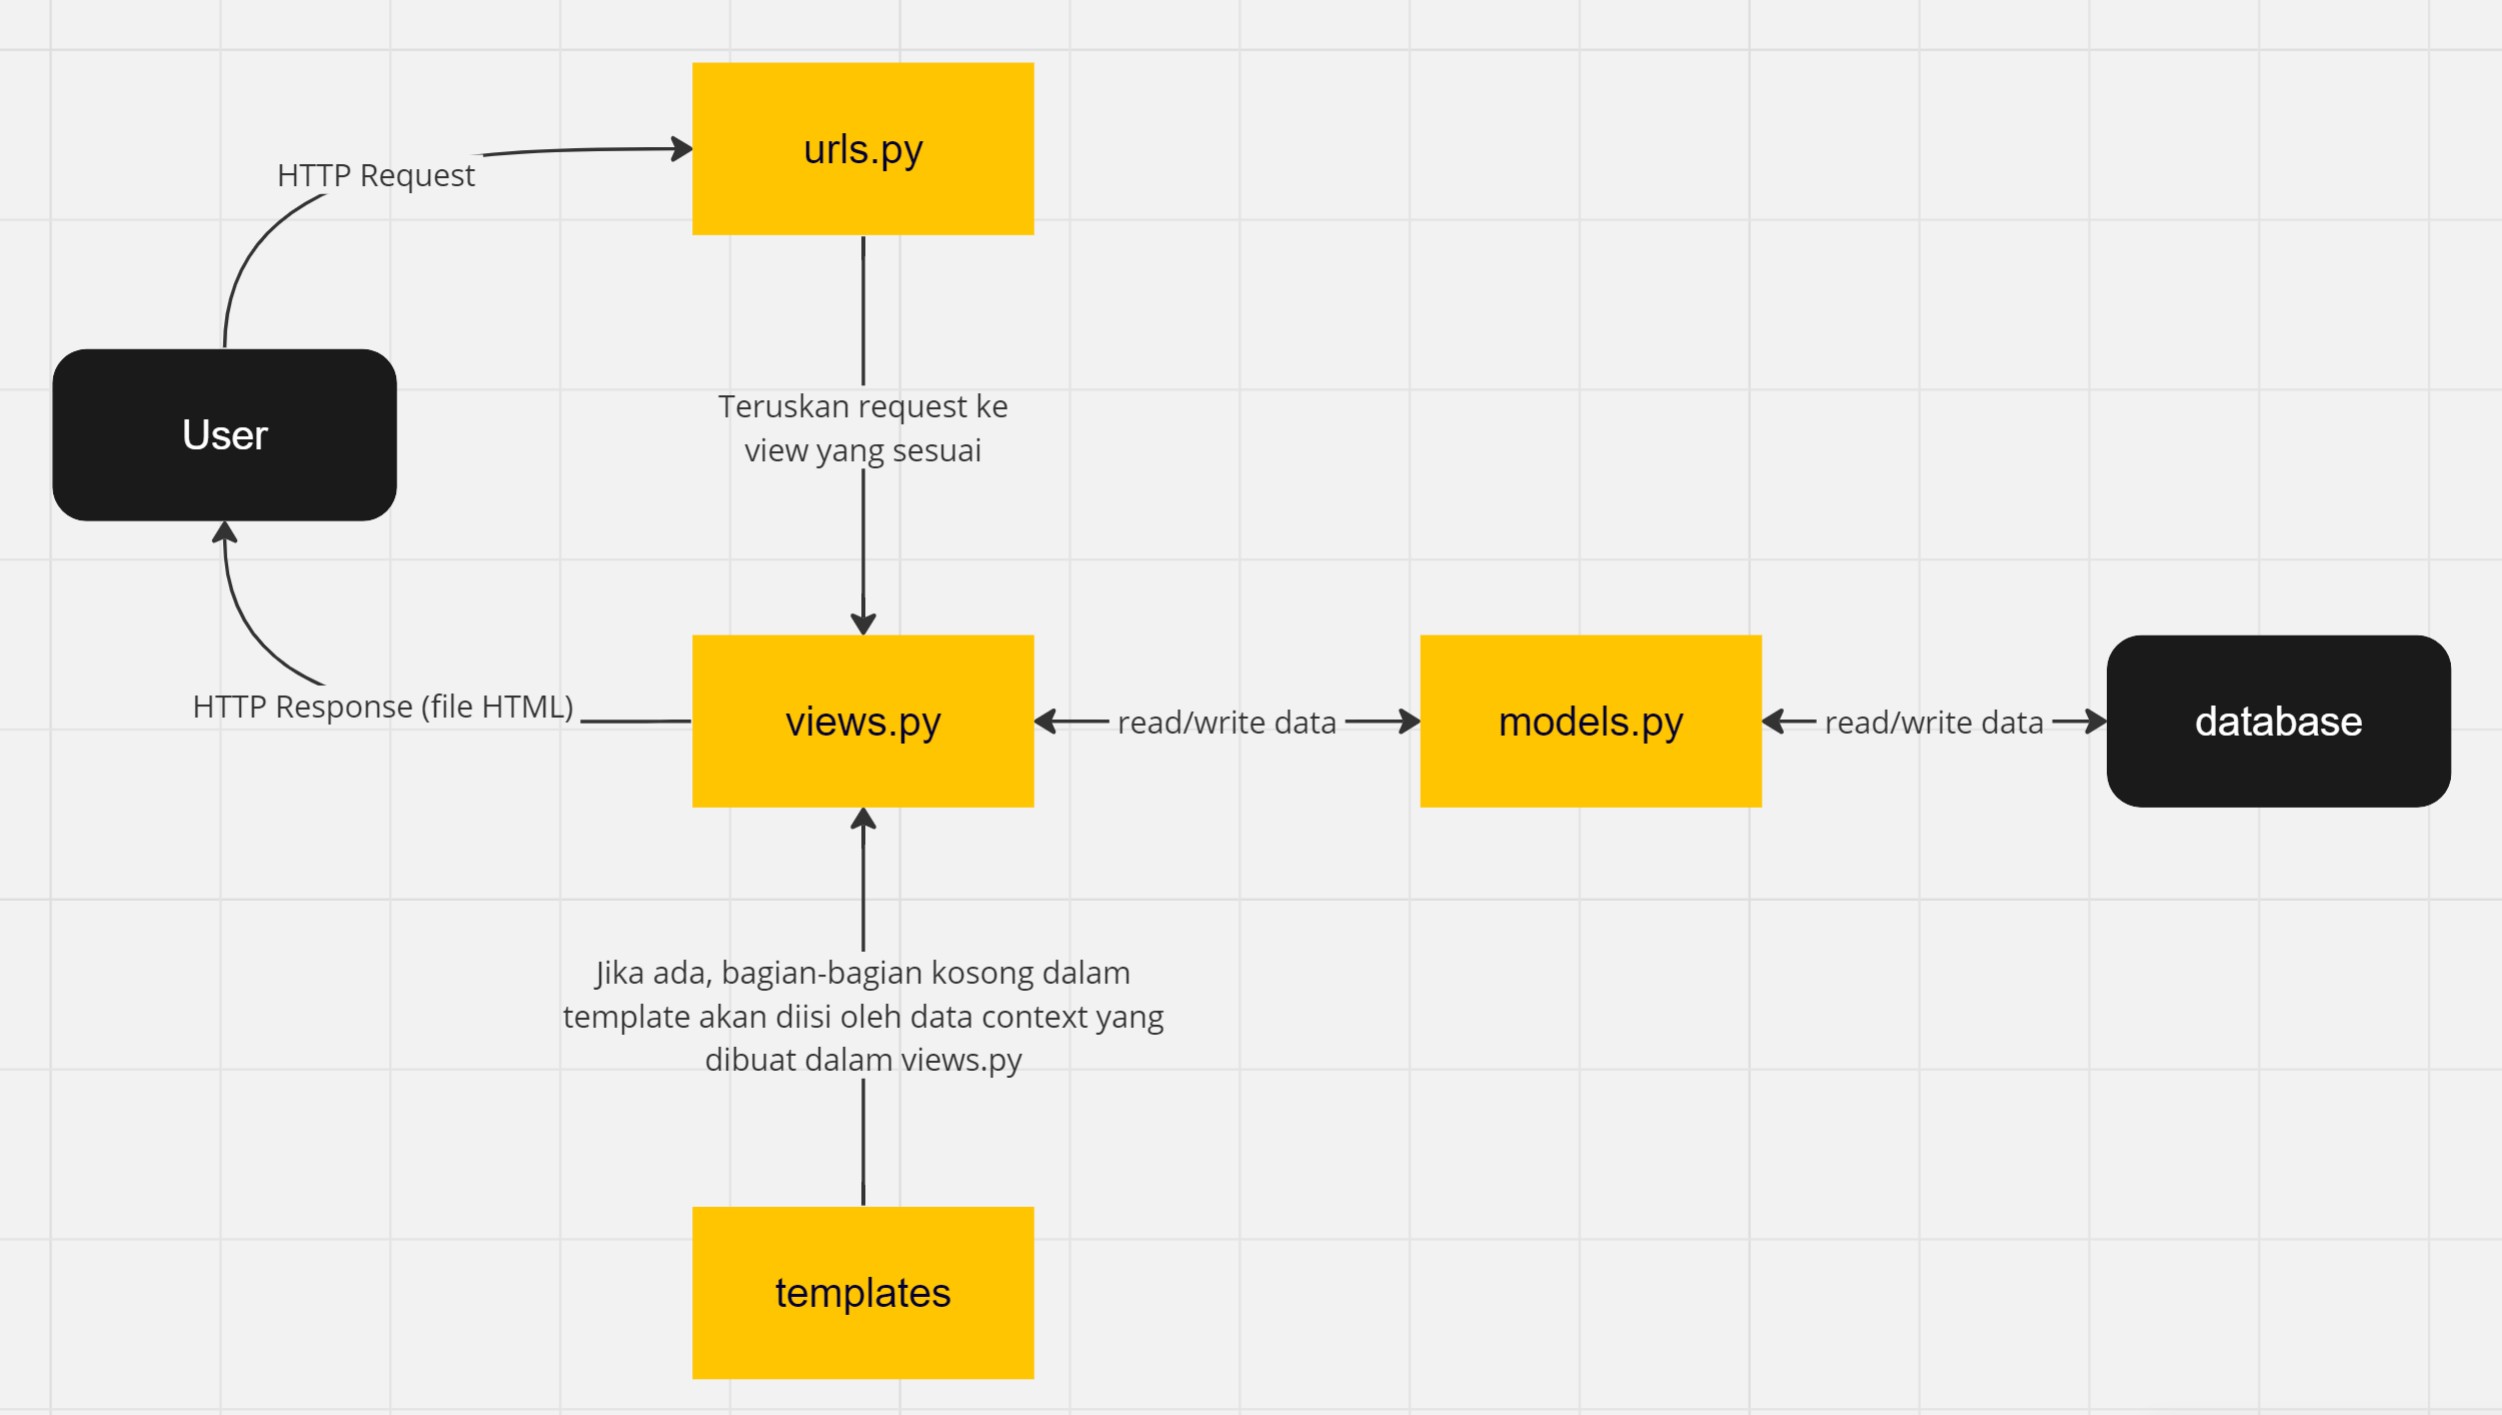 urls.py
HTTP Request
Teruskan request ke
view yang sesuai
User
HTTP Response (file HTML)
views.py
read/write data
models.py
read/write data
database
Jika ada, bagian-bagian kosong dalam
template akan diisi oleh data context yang
dibuat dalam views.py
templates